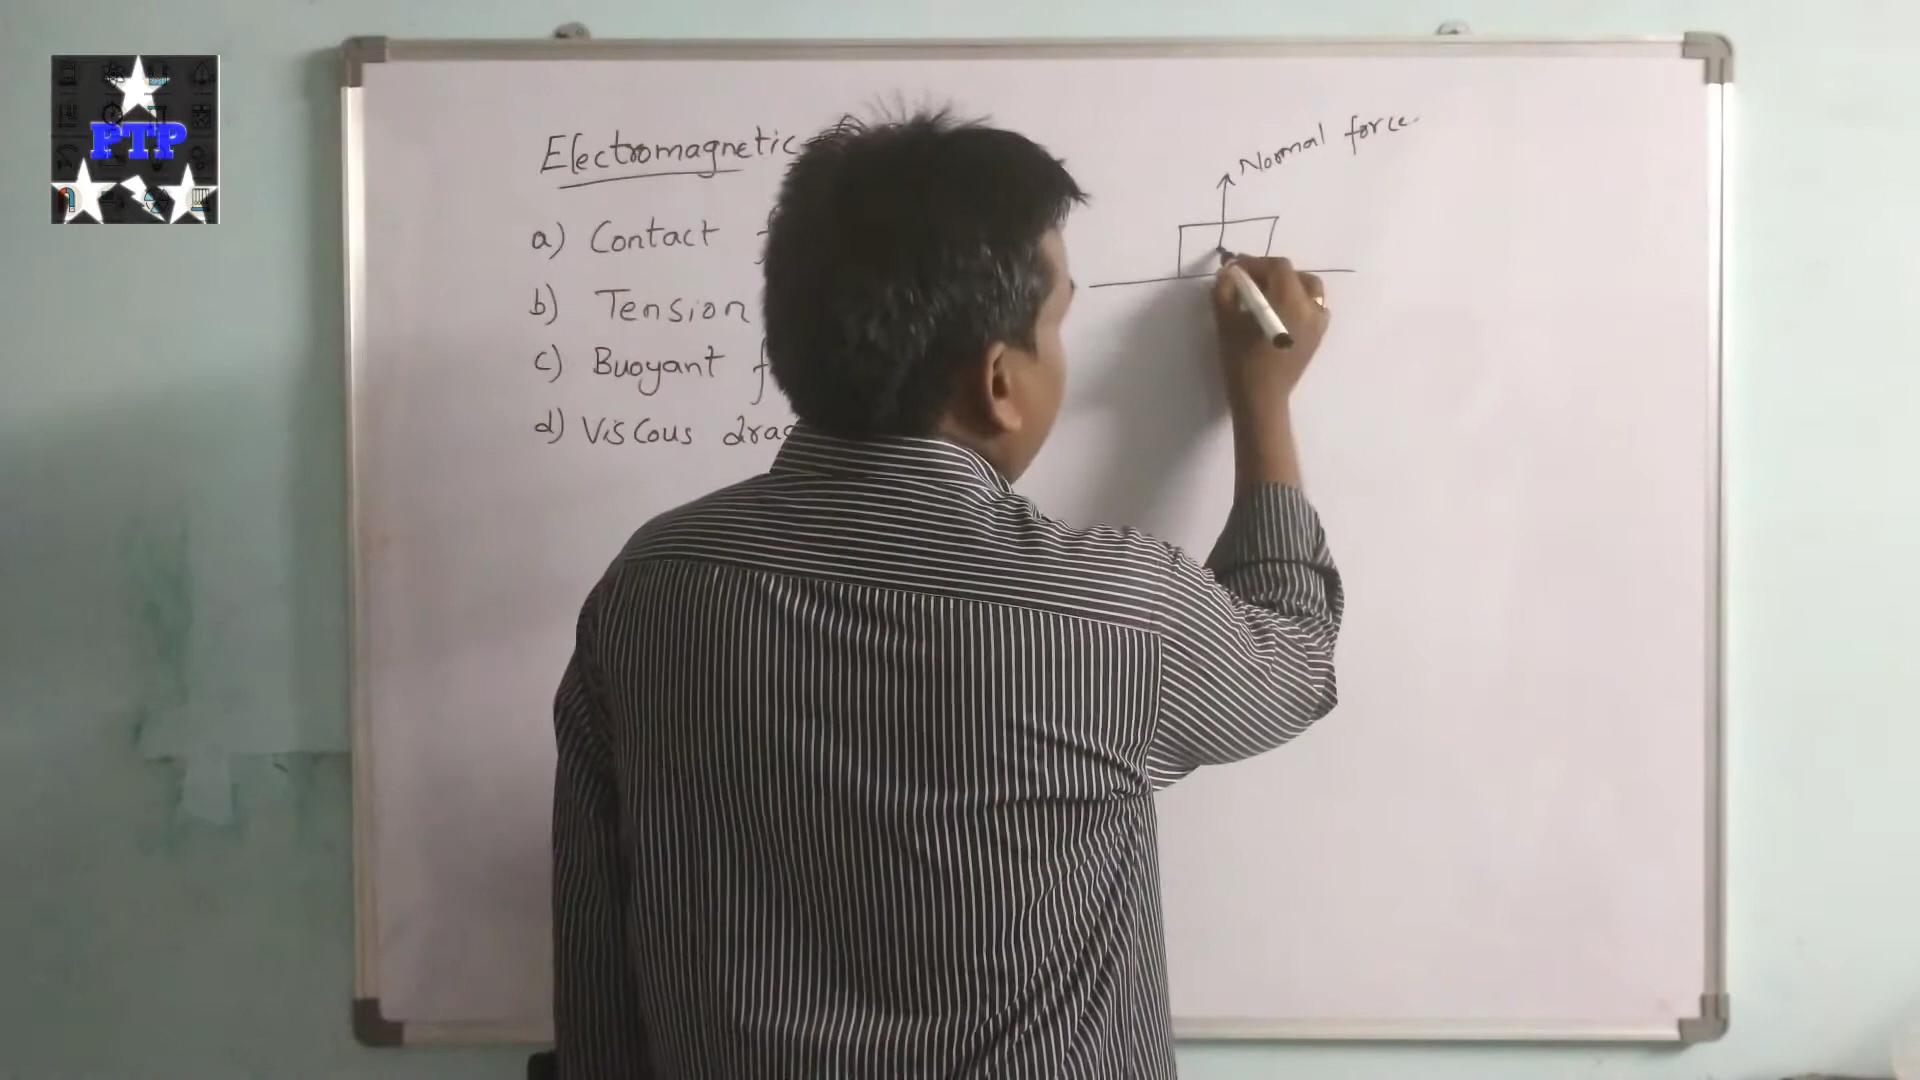 PTP
Electromagnetic
a) Contact
b) Tension
c) Buoyant
d) Viscous
Normal force